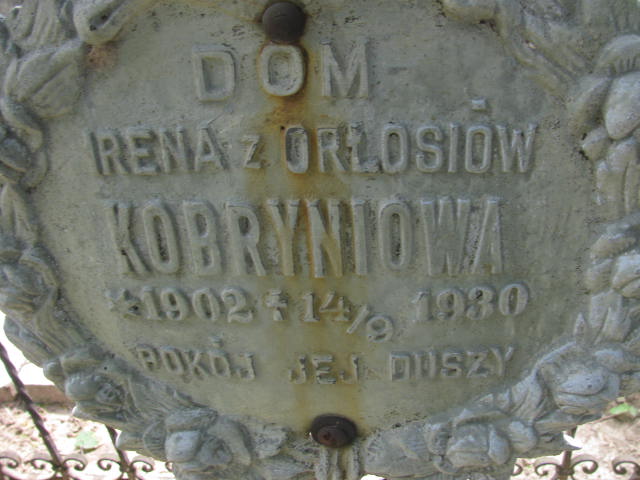 DOM
RENA z ORŁOSIÓW
KOBRYNIOWA
* 1902 † 14/9 1930
POKÓJ JEJ DUSZY